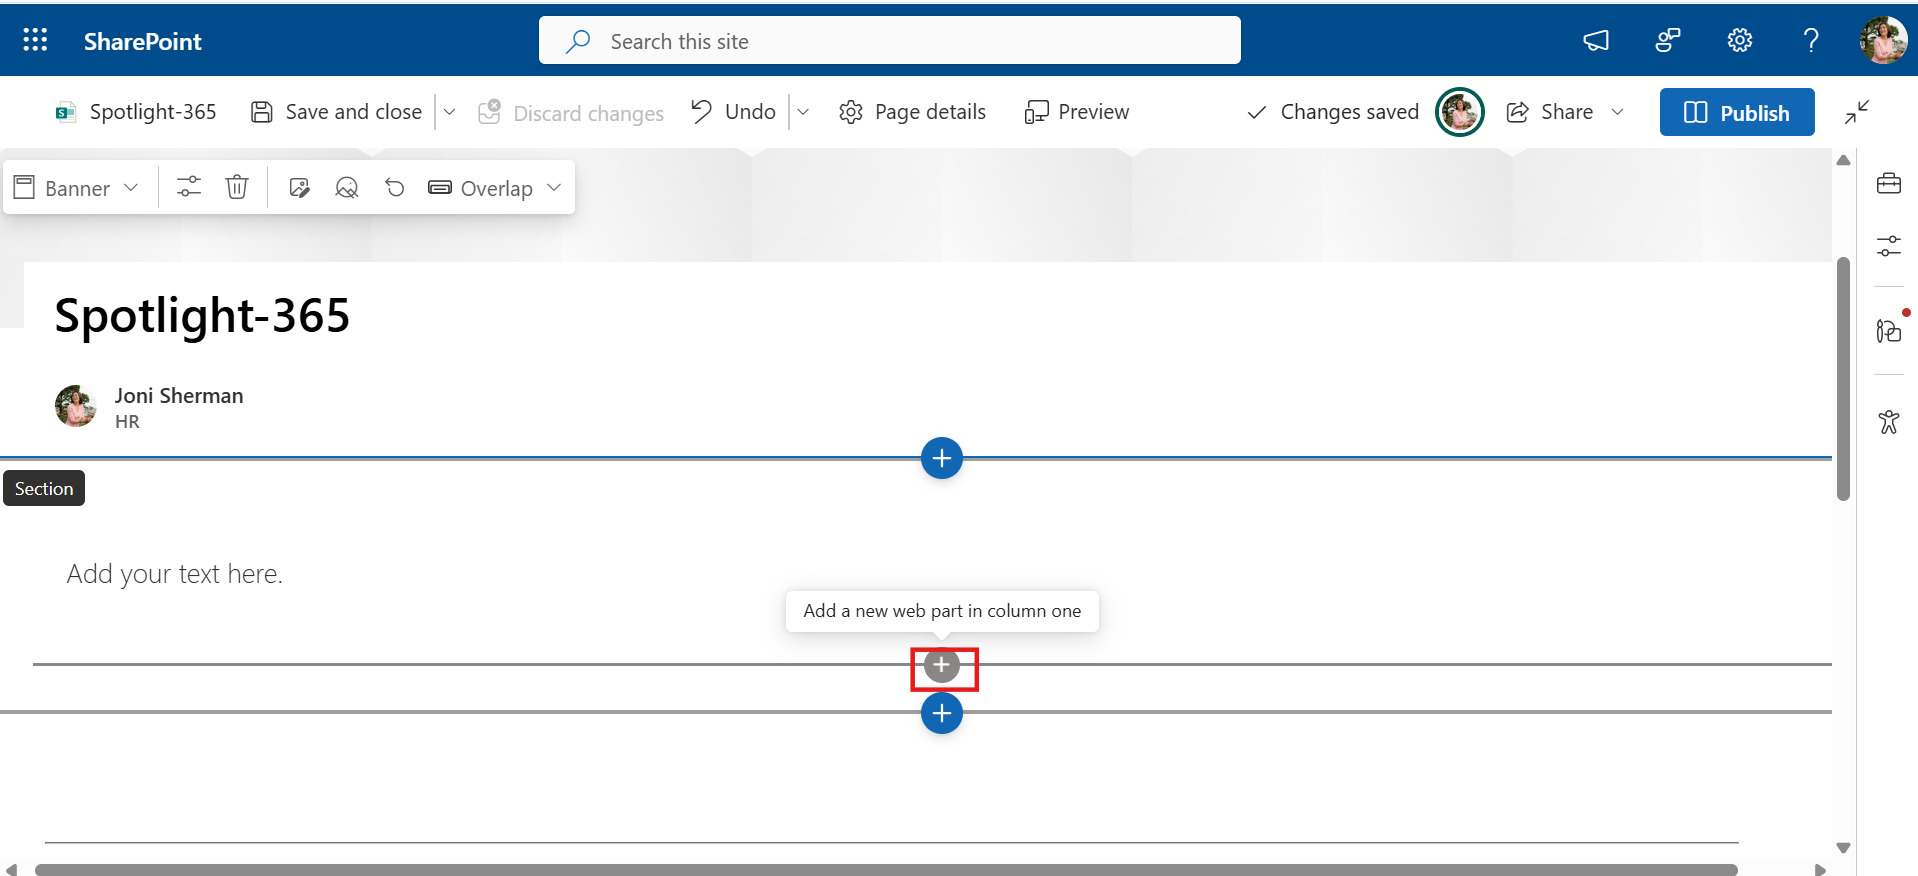 SharePoint
Search this site
Spotlight-365
Save and close
Discard changes
Undo
Page details
Preview
Changes saved
Share
Publish
Banner
Overlap
Spotlight-365
Joni Sherman
HR
Section
Add your text here.
Add a new web part in column one